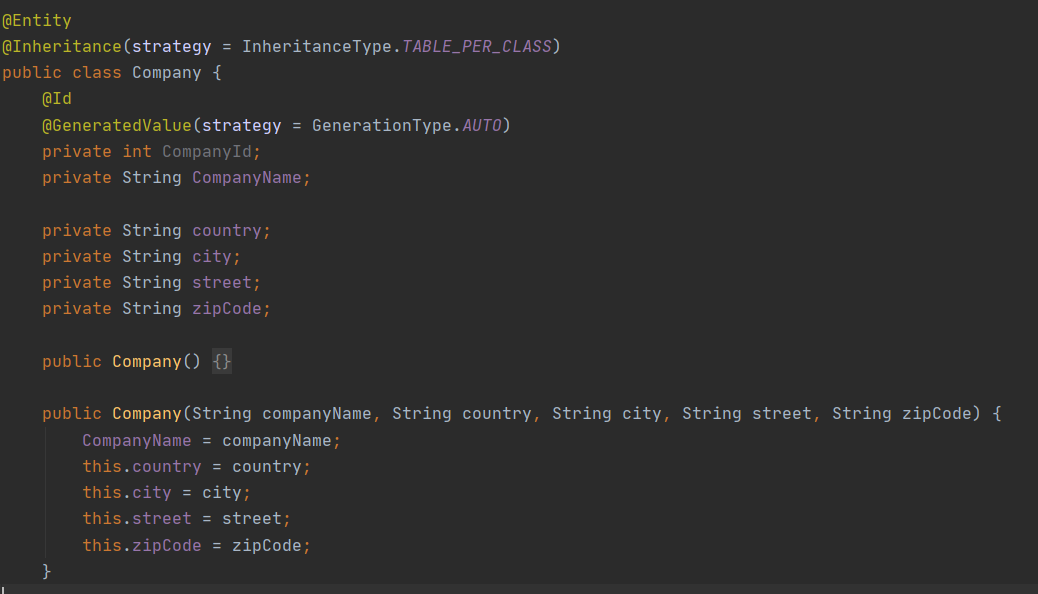 @Entity
@Inheritance(strategy = InheritanceType.TABLE_PER_CLASS)
public class Company {
@Id
@GeneratedValue(strategy = GenerationType.AUTO)
private int CompanyId;
private String CompanyName;
private String country;
private String city;
private String street;
private String zipCode;
public Company() {}
public Company(String companyName, String country, String city, String street, String zipCode) {
CompanyName = companyName;
this.country = country;
this.city = city;
this.street = street;
this.zipCode = zipCode;
}